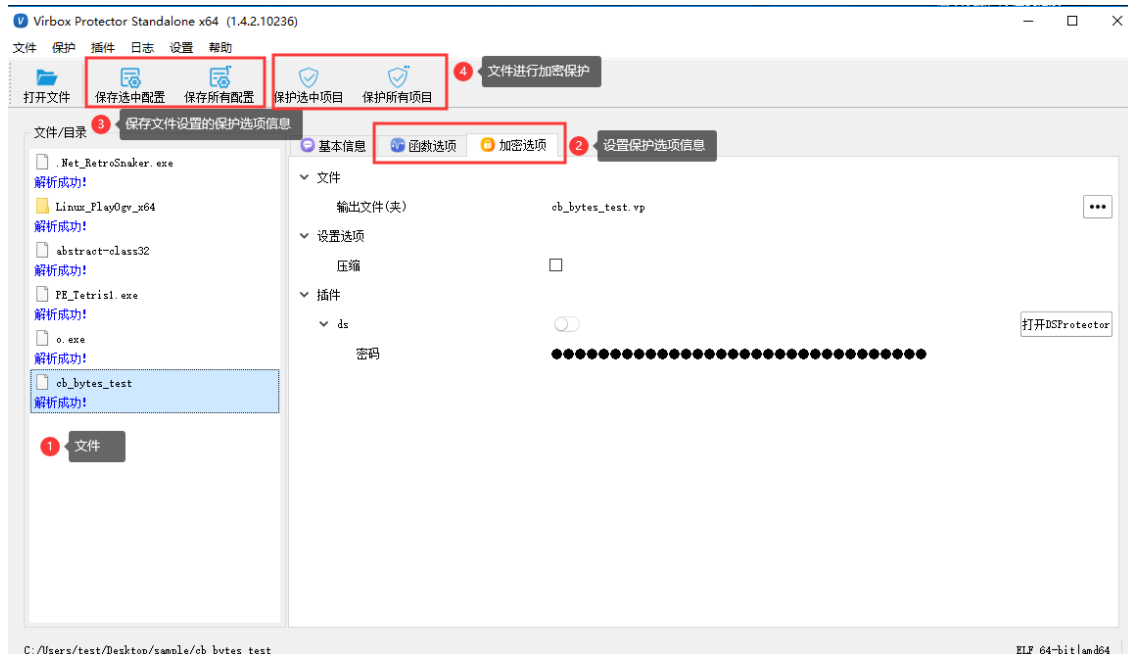 Virbox Protector Standalone x64 (1.4.2.10236)
文件 保护 插件 日志 设置 帮助
打开文件 保存选中配置 保存所有配置 保护选中项目 保护所有项目
4 文件进行加密保护
文件/目录
3 保存文件设置的保护选项信息
基本信息 函数选项 加密选项
2 设置保护选项信息
.Net_RetroSnaker.exe
解析成功!
Linux_PlayOgv_x64
解析成功!
abstract-class32
解析成功!
PE_Tetris1.exe
解析成功!
o.exe
解析成功!
cb_bytes_test
解析成功!
1 文件
文件
输出文件(夹) cb_bytes_test.vp
设置选项
压缩
插件
ds 打开DSProtector
密码
C:/Users/test/Desktop/sample/cb_bytes_test ELF 64-bit|amd64